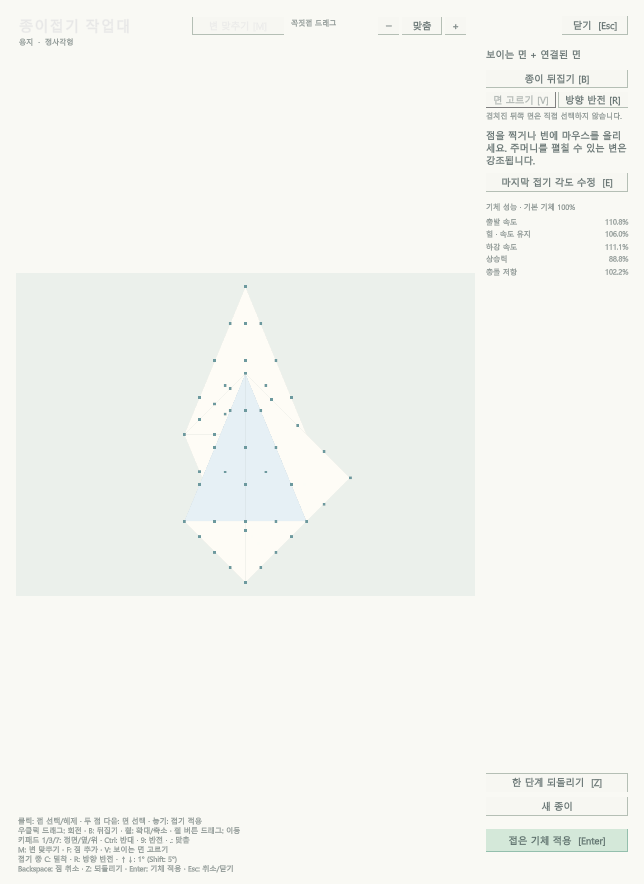 종이접기 작업대
면 맞추기 [M]
꼭짓점 드래그
−
맞춤
+
닫기 [Esc]
용지 · 정사각형
보이는 면 + 연결된 면
종이 뒤집기 [B]
면 고르기 [V]
방향 반전 [R]
겹쳐진 뒤쪽 면은 직접 선택하지 않습니다.
점을 찍거나 변에 마우스를 올리
세요. 주머니를 펼칠 수 있는 변은
강조됩니다.
마지막 접기 각도 수정 [E]
기체 성능 · 기본 기체 100%
종말 속도 110.8%
힘 · 속도 유지 106.0%
하강 속도 111.1%
상승력 88.8%
충돌 저항 102.2%
한 단계 되돌리기 [Z]
새 종이
접은 기체 적용 [Enter]
클릭: 점 선택/해제 · 두 점 다음: 면 선택 · 놓기: 접기 적용
우클릭 드래그: 회전 · B: 뒤집기 · 휠: 확대/축소 · 휠 버튼 드래그: 이동
키패드 1/3/7: 정면/옆/위 · Ctrl: 반대 · 9: 반전 · .: 맞춤
M: 변 맞추기 · F: 점 추가 · V: 보이는 면 고르기
접기 중 C: 밀착 · R: 방향 반전 · ↑ ↓: 1° (Shift: 5°)
Backspace: 점 취소 · Z: 되돌리기 · Enter: 기체 적용 · Esc: 취소/닫기